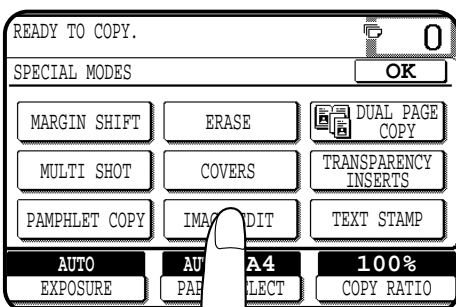 READY TO COPY.
0
SPECIAL MODES
OK
MARGIN SHIFT
ERASE
DUAL PAGE
COPY
MULTI SHOT
COVERS
TRANSPARENCY
INSERTS
PAMPHLET COPY
TEXT STAMP
AUTO
A4
100%
EXPOSURE
COPY RATIO